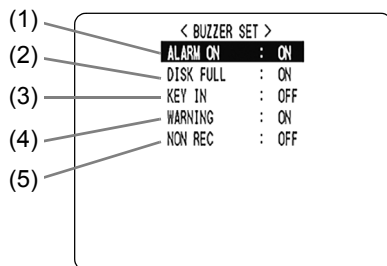 < BUZZER SET >
(1) ALARM ON : ON
(2) DISK FULL : ON
(3) KEY IN : OFF
(4) WARNING : ON
(5) NON REC : OFF